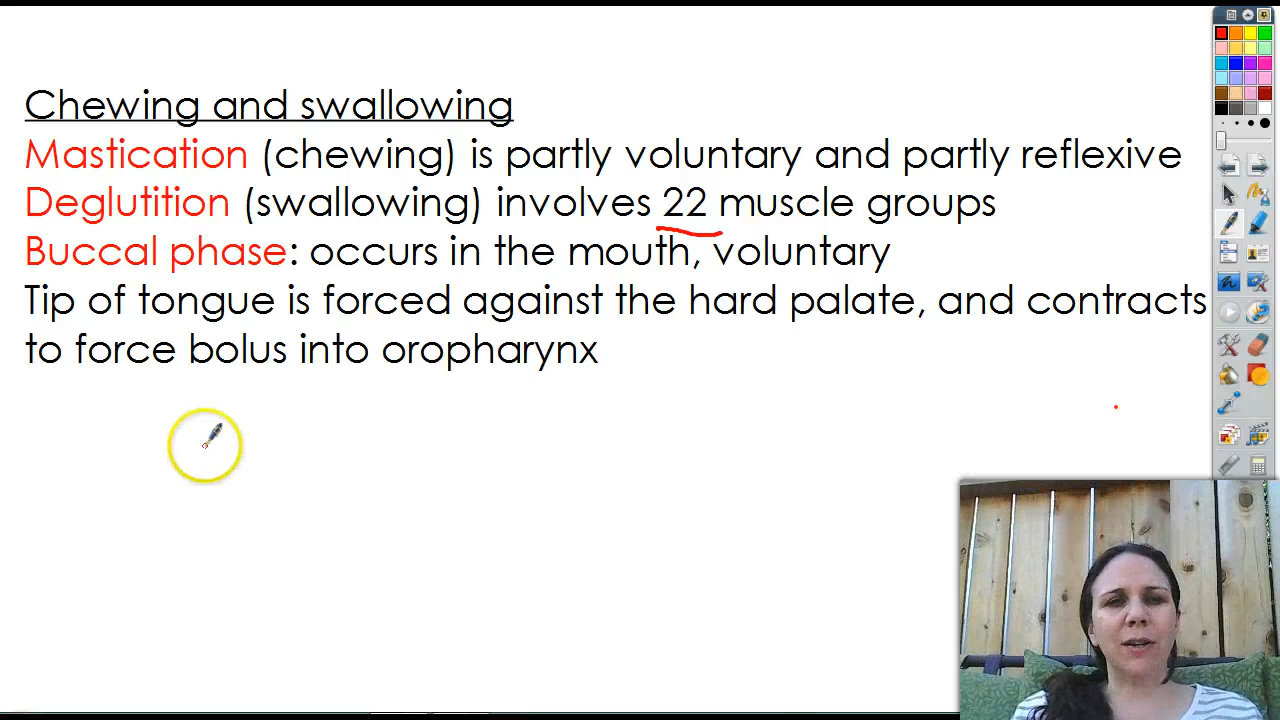 Chewing and swallowing
Mastication (chewing) is partly voluntary and partly reflexive
Deglutition (swallowing) involves 22 muscle groups
Buccal phase: occurs in the mouth, voluntary
Tip of tongue is forced against the hard palate, and contracts
to force bolus into oropharynx